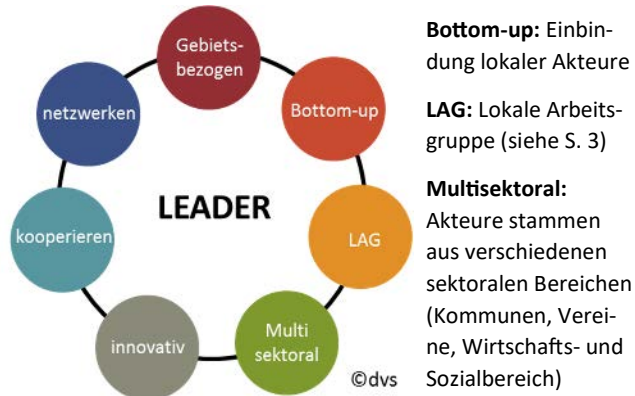 Gebiets-
bezogen
Bottom-up
LAG
Multi
sektoral
innovativ
kooperieren
netzwerken
LEADER
©dvs
Bottom-up: Einbin-
dung lokaler Akteure
LAG: Lokale Arbeits-
gruppe (siehe S. 3)
Multisektoral:
Akteure stammen
aus verschiedenen
sektoralen Bereichen
(Kommunen, Verei-
ne, Wirtschafts- und
Sozialbereich)